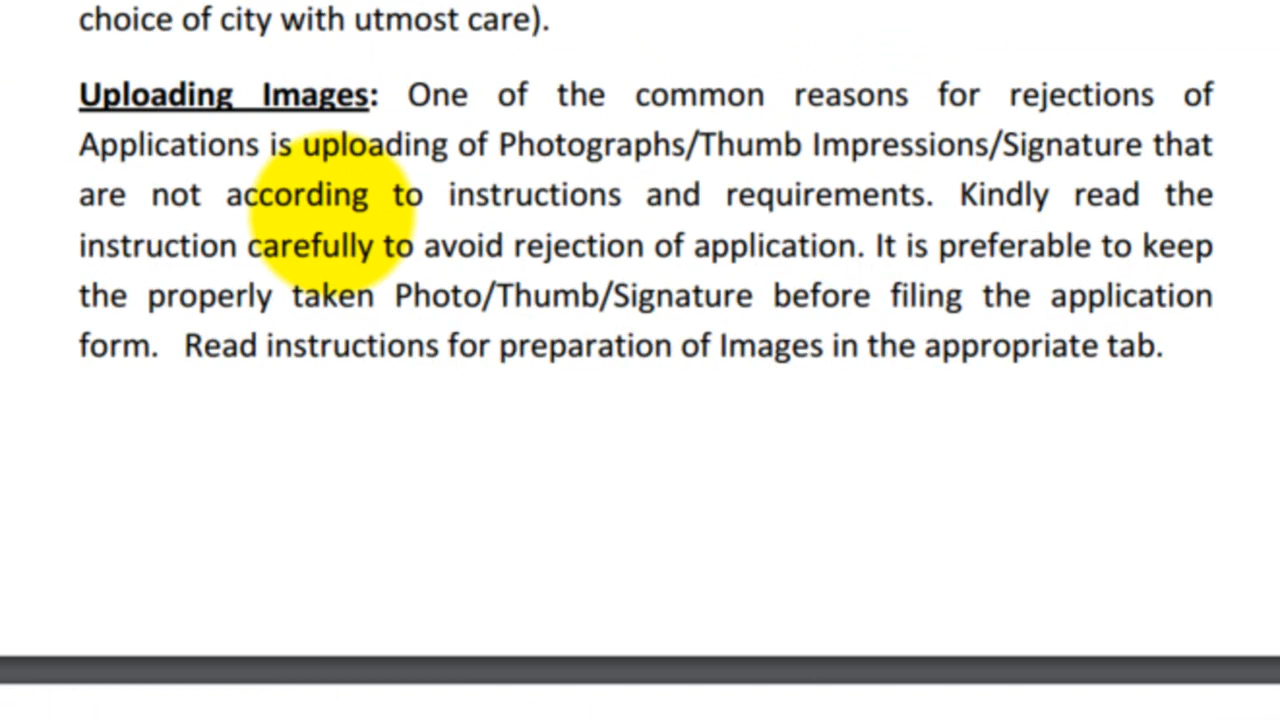 choice of city with utmost care).
Uploading Images: One of the common reasons for rejections of
Applications is uploading of Photographs/Thumb Impressions/Signature that
are not according to instructions and requirements. Kindly read the
instruction carefully to avoid rejection of application. It is preferable to keep
the properly taken Photo/Thumb/Signature before filing the application
form. Read instructions for preparation of Images in the appropriate tab.